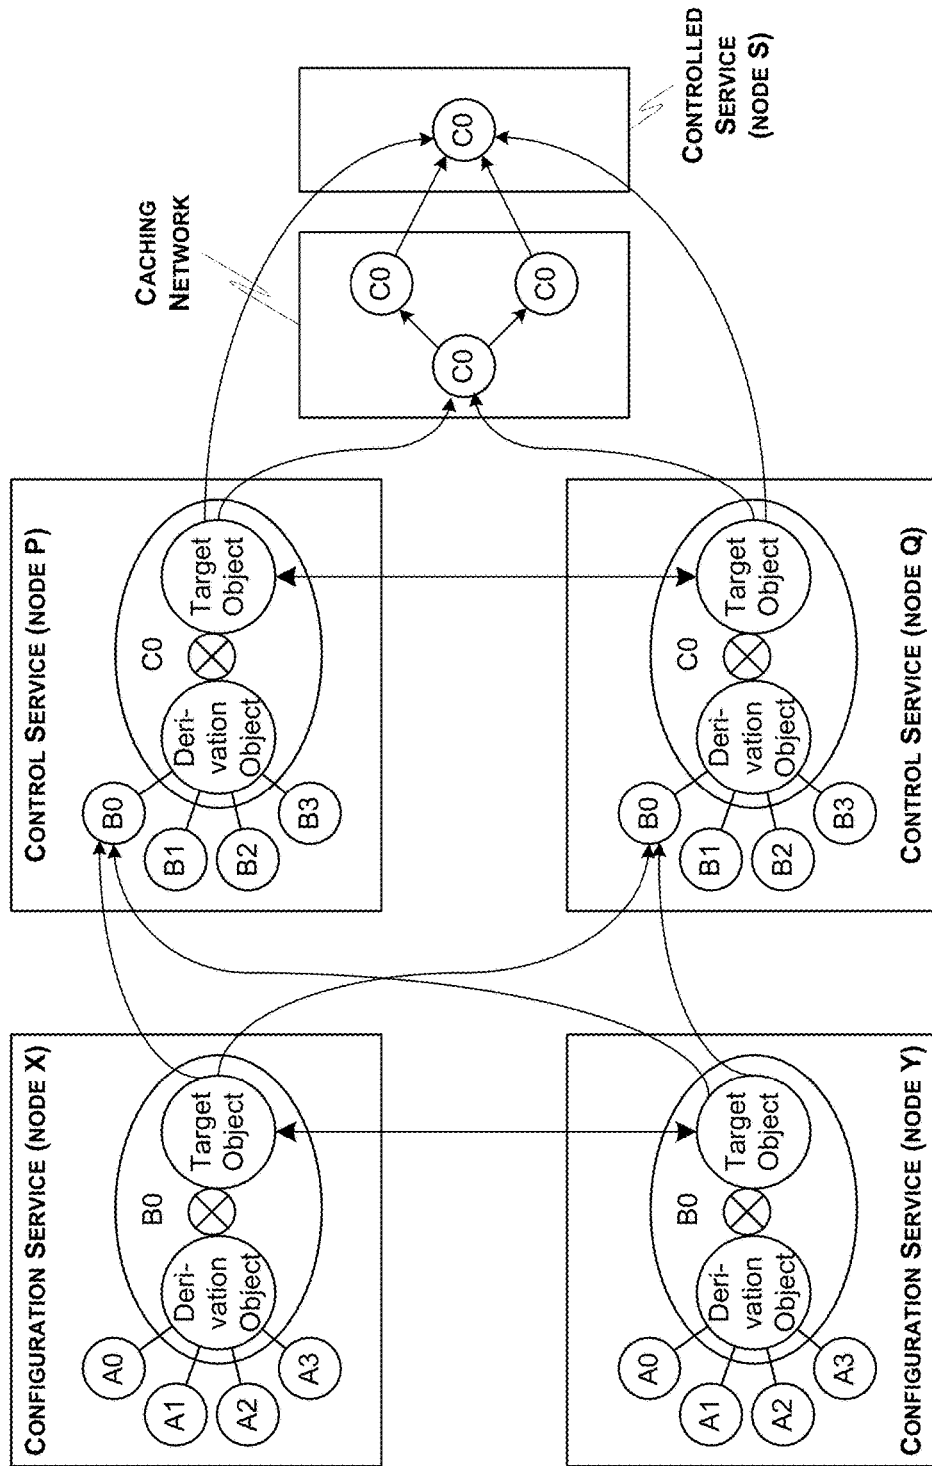 CONFIGURATION SERVICE (NODE X)
A0
A1
A2
A3
Deri-
vation
Object
B0
Target
Object
CONTROL SERVICE (NODE P)
B0
B1
B2
B3
Deri-
vation
Object
C0
Target
Object
CACHING
NETWORK
C0
C0
C0
C0
CONTROLLED
SERVICE
(NODE S)
A0
A1
A2
A3
Deri-
vation
Object
B0
Target
Object
CONFIGURATION SERVICE (NODE Y)
B0
B1
B2
B3
Deri-
vation
Object
C0
Target
Object
CONTROL SERVICE (NODE Q)